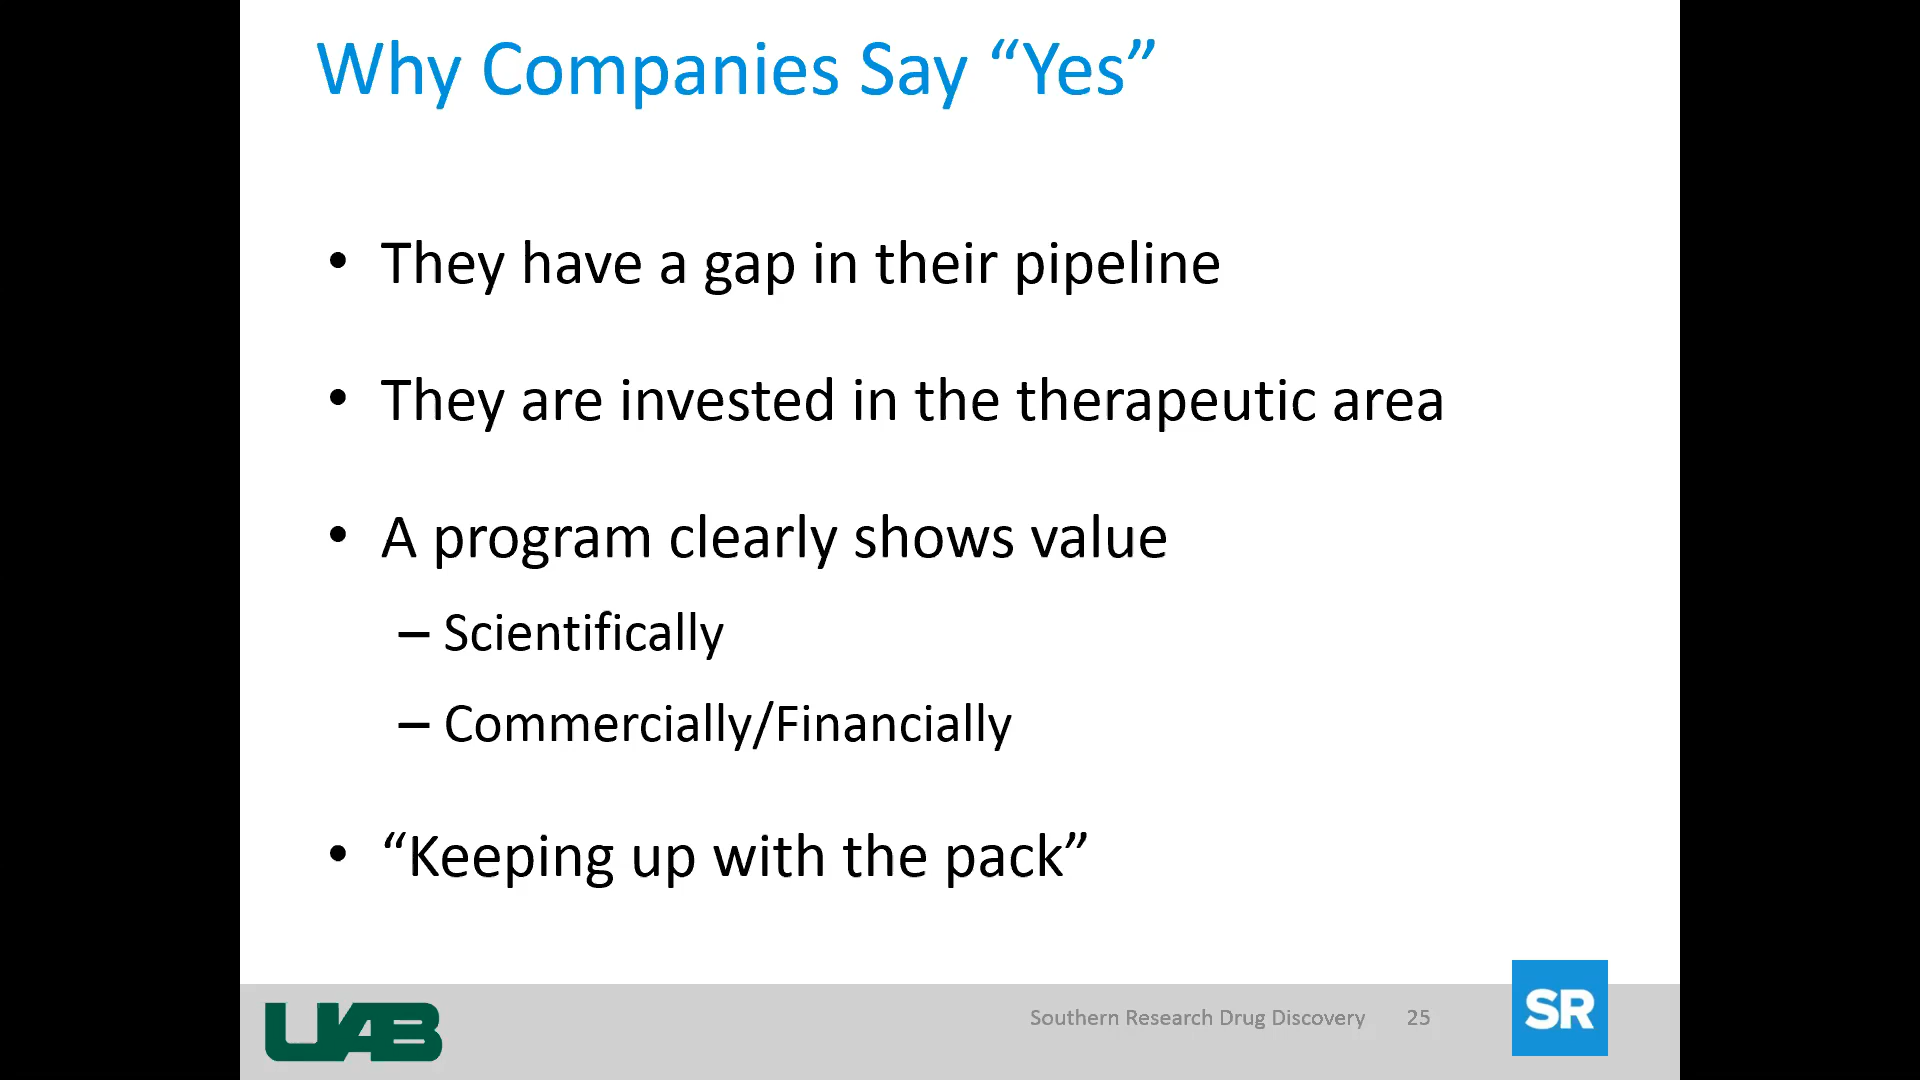 Why Companies Say “Yes”
• They have a gap in their pipeline
• They are invested in the therapeutic area
• A program clearly shows value
– Scientifically
– Commercially/Financially
• “Keeping up with the pack”
UAB
Southern Research Drug Discovery 25
SR